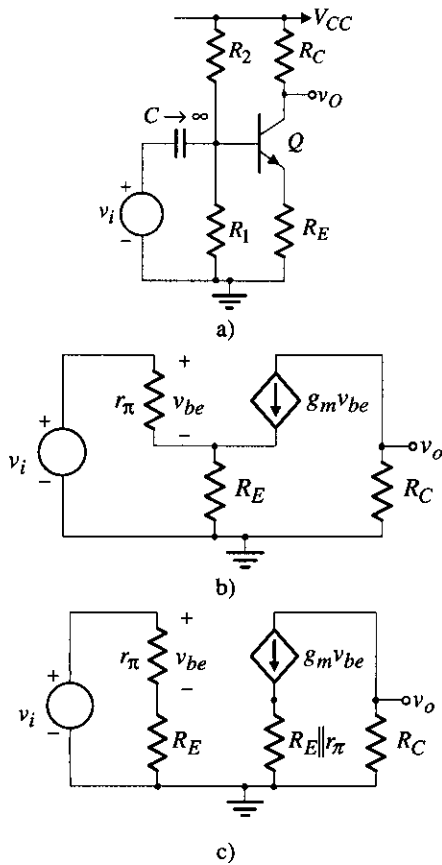 V_CC
R_2
R_C
v_O
C → ∞
Q
+
v_i
−
R_1
R_E
a)
+
r_π
v_be
−
g_m v_be
+
v_i
−
v_o
R_E
R_C
b)
+
r_π
v_be
−
g_m v_be
+
v_i
−
v_o
R_E
R_E||r_π
R_C
c)